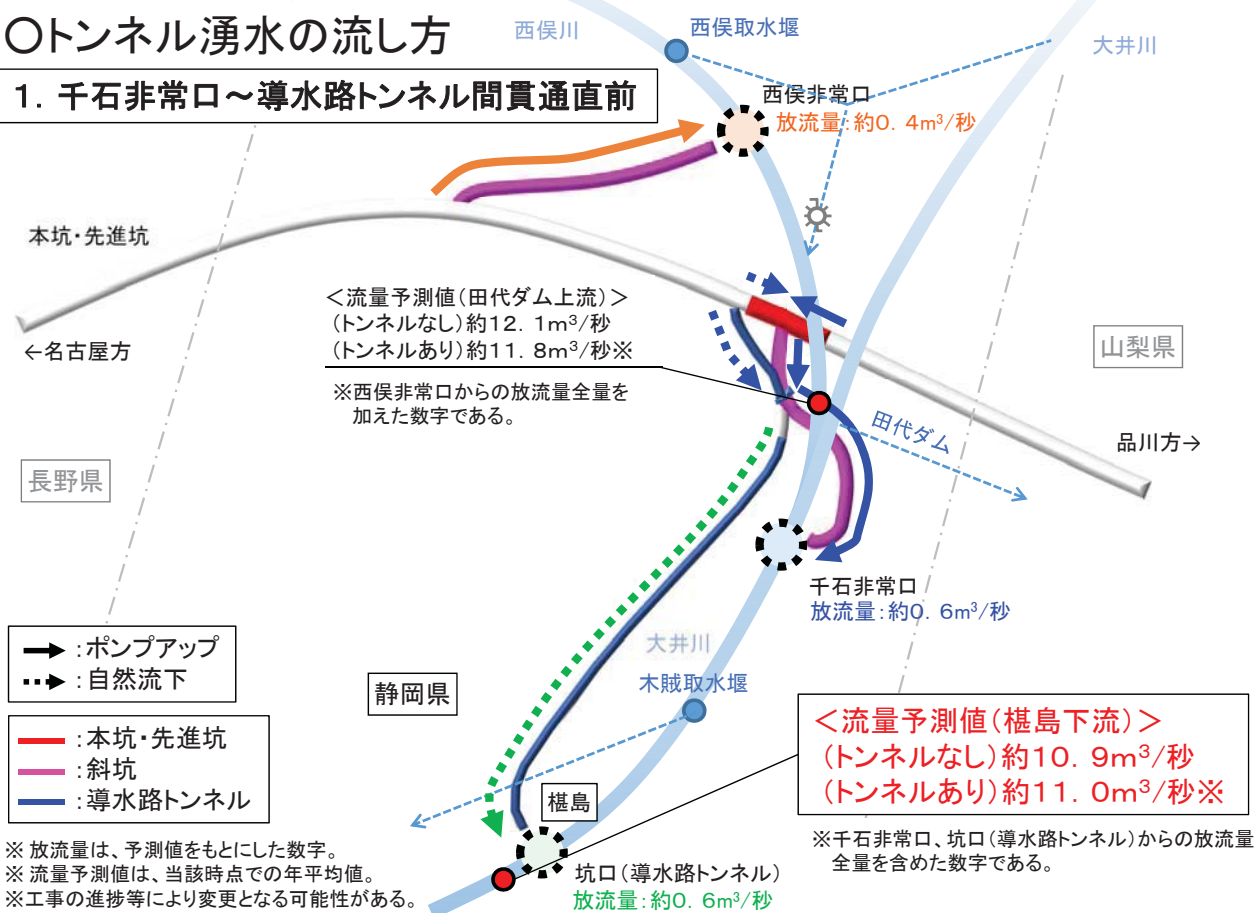 〇トンネル湧水の流し方
1．千石非常口～導水路トンネル間貫通直前
西俣川
西俣取水堰
大井川
西俣非常口
放流量：約0．4m³/秒
本坑・先進坑
←名古屋方
＜流量予測値（田代ダム上流）＞
（トンネルなし）約12．1m³/秒
（トンネルあり）約11．8m³/秒※
※西俣非常口からの放流量全量を
加えた数字である。
山梨県
田代ダム
品川方→
長野県
千石非常口
放流量：約0．6m³/秒
：ポンプアップ
：自然流下
大井川
木賊取水堰
静岡県
：本坑・先進坑
：斜坑
：導水路トンネル
＜流量予測値（椹島下流）＞
（トンネルなし）約10．9m³/秒
（トンネルあり）約11．0m³/秒※
※千石非常口、坑口（導水路トンネル）からの放流量
全量を含めた数字である。
椹島
坑口（導水路トンネル）
放流量：約0．6m³/秒
※ 放流量は、予測値をもとにした数字。
※ 流量予測値は、当該時点での年平均値。
※工事の進捗等により変更となる可能性がある。